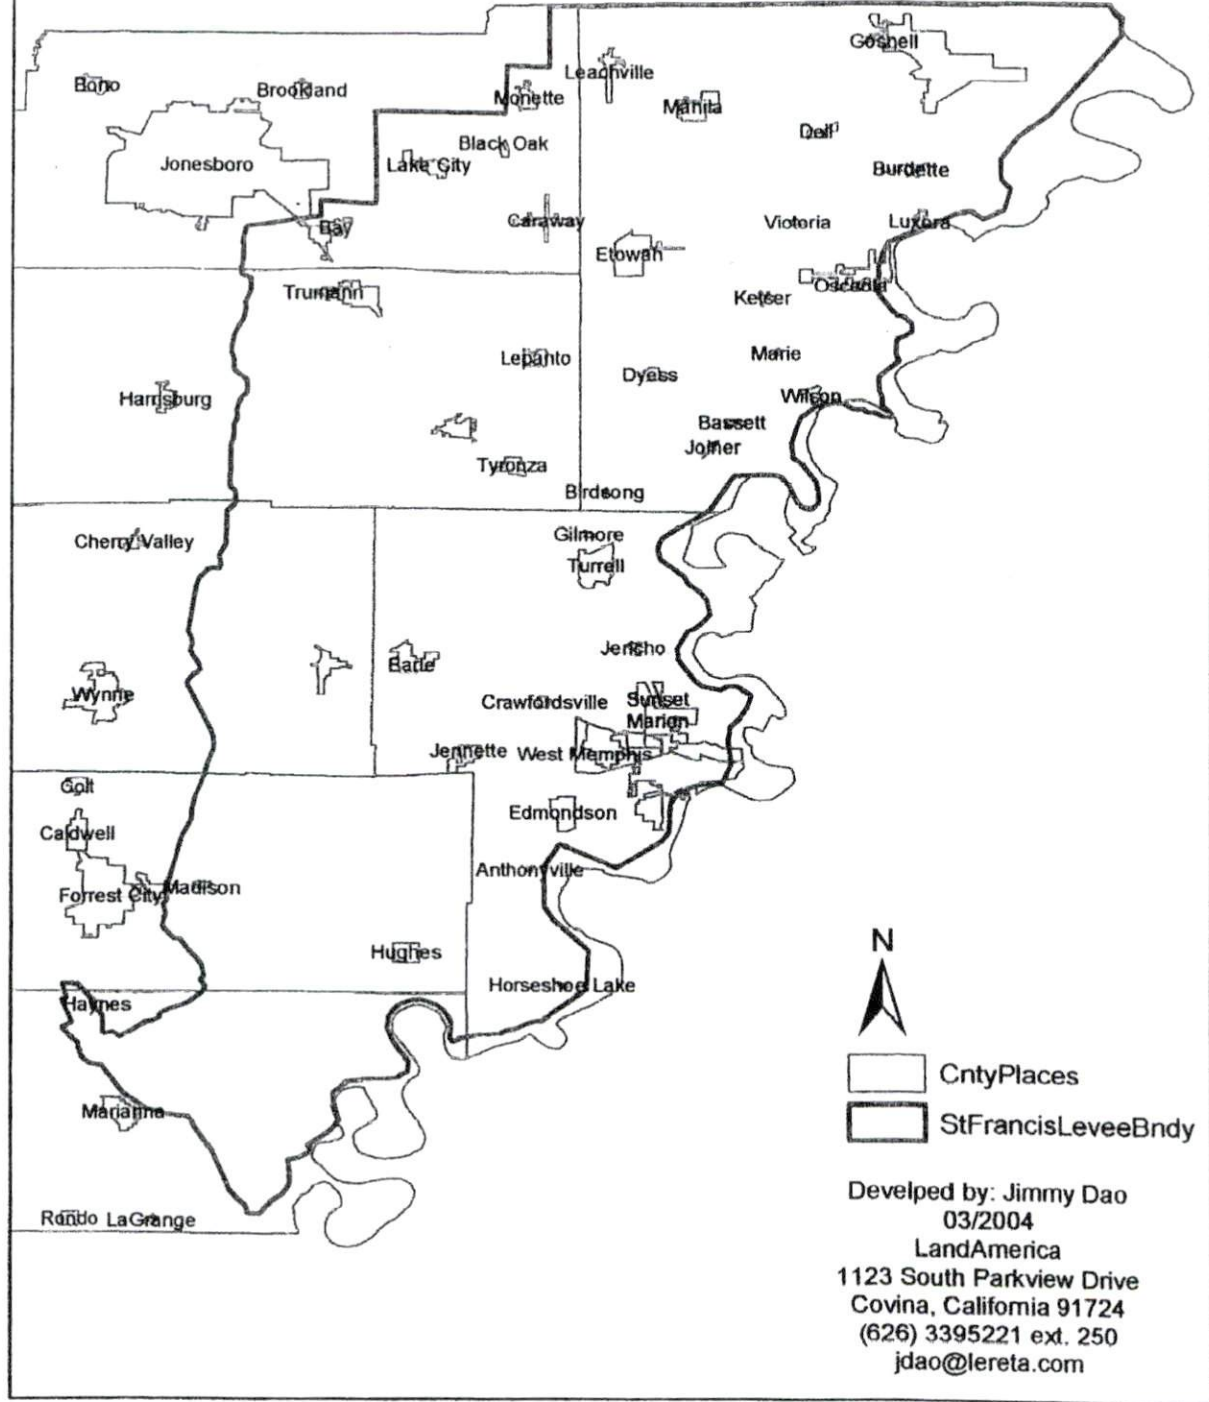 Gosnell
Leachville
Bono
Brookland
Monette
Manila
Dell
Black Oak
Jonesboro
Lake City
Burdette
Bay
Caraway
Victoria
Luxora
Etowah
Trumann
Keiser
Osceola
Lepanto
Marie
Dyess
Harrisburg
Wilson
Bassett
Joiner
Tyronza
Birdsong
Cherry Valley
Gilmore
Turrell
Jericho
Earle
Wynne
Crawfordsville
Sunset
Marion
Jennette
West Memphis
Colt
Edmondson
Caldwell
Anthonyville
Forrest City
Madison
Hughes
N
Horseshoe Lake
Haynes
CntyPlaces
Marianna
StFrancisLeveeBndy
Rondo
LaGrange
Develped by: Jimmy Dao
03/2004
LandAmerica
1123 South Parkview Drive
Covina, California 91724
(626) 3395221 ext. 250
jdao@lereta.com